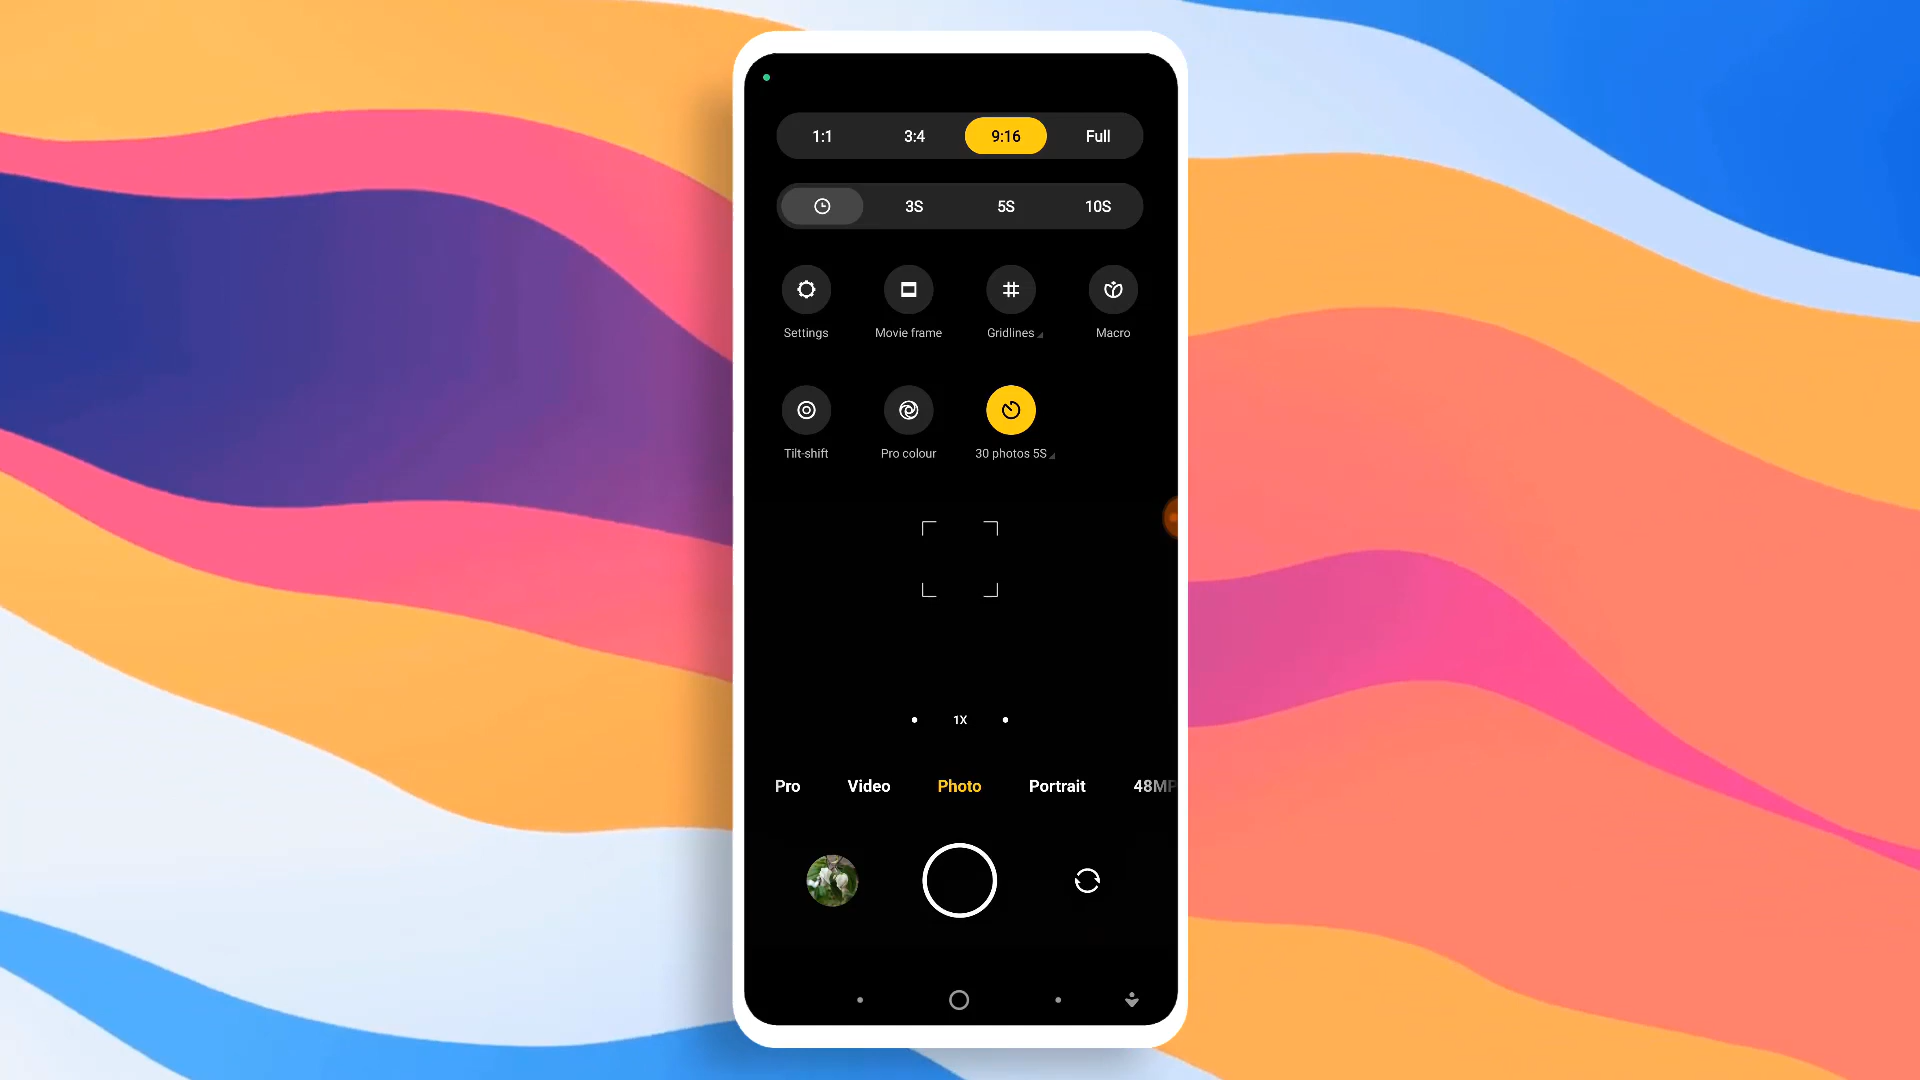 1:1 3:4 9:16 Full
3S 5S 10S
Settings Movie frame Gridlines Macro
Tilt-shift Pro colour 30 photos 5S
1X
Pro Video Photo Portrait 48MP